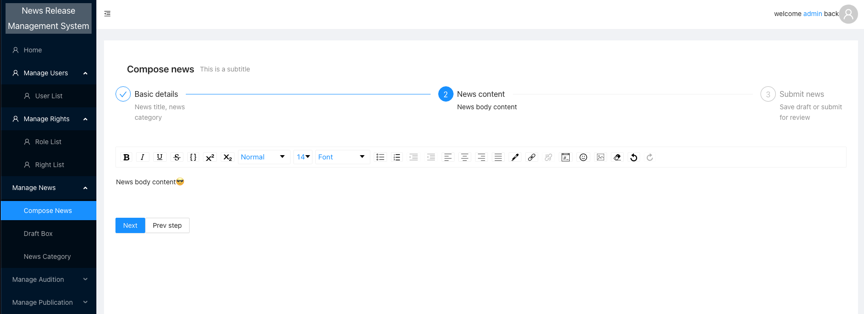 News Release
Management System
welcome admin back
Home
Manage Users
User List
Manage Rights
Role List
Right List
Manage News
Compose News
Draft Box
News Category
Manage Audition
Manage Publication
Compose news This is a subtitle
Basic details
News title, news
category
2 News content
News body content
3 Submit news
Save draft or submit
for review
B I U S {} x² x₂ Normal 14 Font
News body content😎
Next Prev step